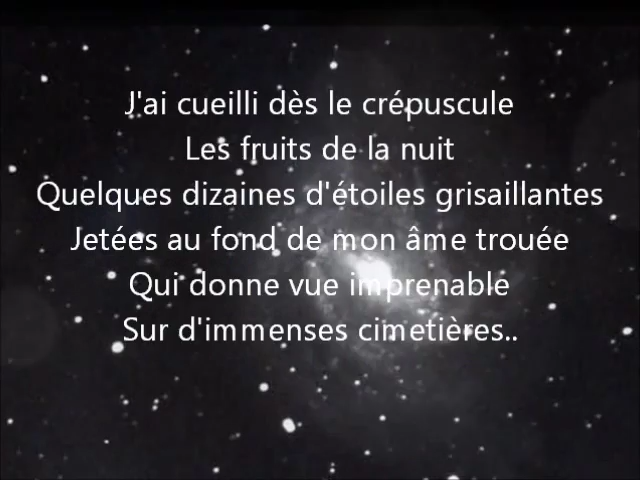 J'ai cueilli dès le crépuscule
Les fruits de la nuit
Quelques dizaines d'étoiles grisaillantes
Jetées au fond de mon âme trouée
Qui donne vue imprenable
Sur d'immenses cimetières..